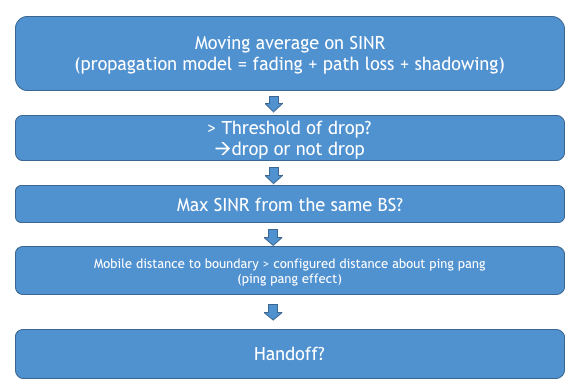 Moving average on SINR
(propagation model = fading + path loss + shadowing)
> Threshold of drop?
→drop or not drop
Max SINR from the same BS?
Mobile distance to boundary > configured distance about ping pang
(ping pang effect)
Handoff?